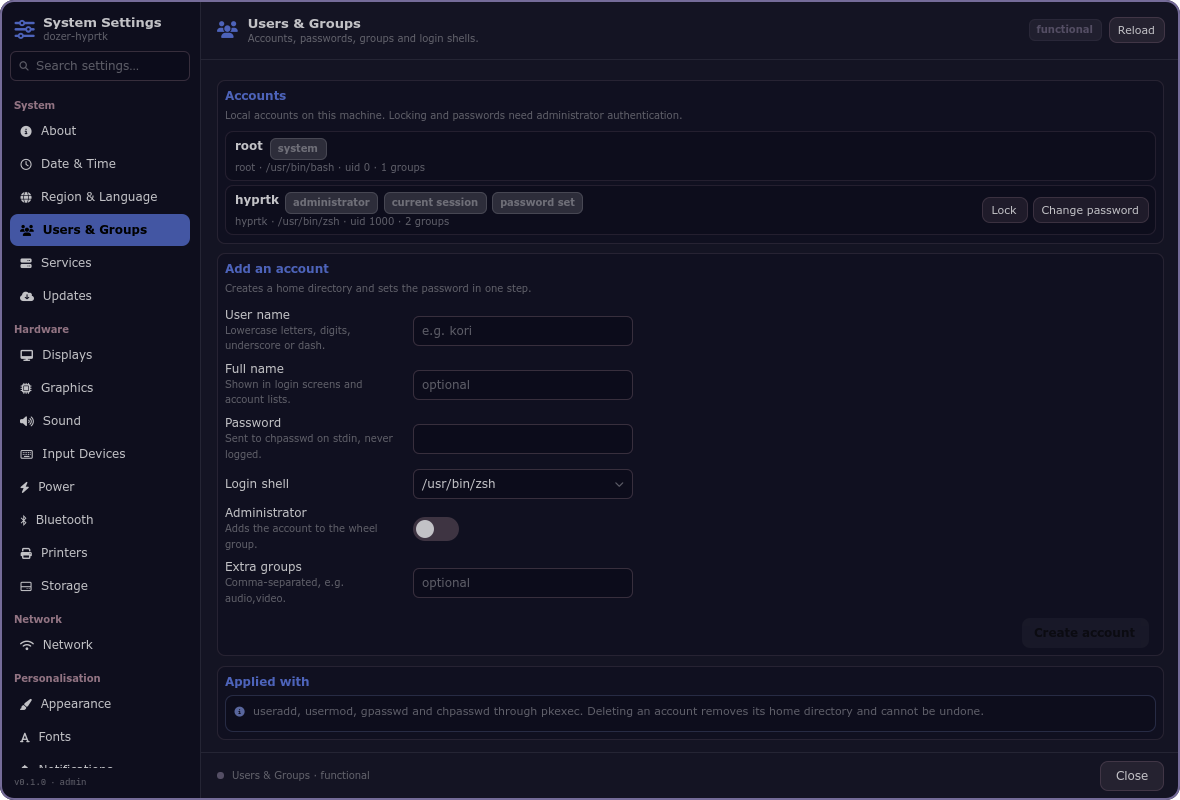 System Settings
dozer-hyprtk
Search settings...
System
About
Date & Time
Region & Language
Users & Groups
Services
Updates
Hardware
Displays
Graphics
Sound
Input Devices
Power
Bluetooth
Printers
Storage
Network
Network
Personalisation
Appearance
Fonts
Notifications
v0.1.0 · admin
Users & Groups
Accounts, passwords, groups and login shells.
functional
Reload
Accounts
Local accounts on this machine. Locking and passwords need administrator authentication.
root system
root · /usr/bin/bash · uid 0 · 1 groups
hyprtk administrator current session password set
hyprtk · /usr/bin/zsh · uid 1000 · 2 groups
Lock
Change password
Add an account
Creates a home directory and sets the password in one step.
User name
Lowercase letters, digits,
underscore or dash.
e.g. kori
Full name
Shown in login screens and
account lists.
optional
Password
Sent to chpasswd on stdin, never
logged.
Login shell
/usr/bin/zsh
Administrator
Adds the account to the wheel
group.
Extra groups
Comma-separated, e.g.
audio,video.
optional
Create account
Applied with
useradd, usermod, gpasswd and chpasswd through pkexec. Deleting an account removes its home directory and cannot be undone.
Users & Groups · functional
Close